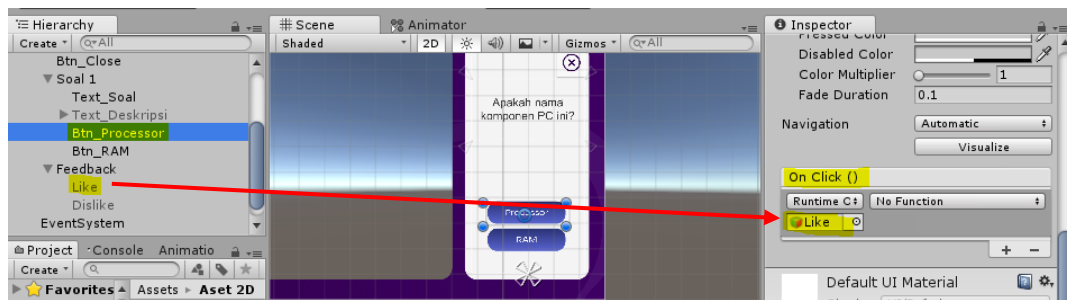 Hierarchy
Create
All
Btn_Close
Soal 1
Text_Soal
Text_Deskripsi
Btn_Processor
Btn_RAM
Feedback
Like
Dislike
EventSystem
Project
Console
Animatio
Create
Favorites
Assets
Aset 2D
Scene
Animator
Shaded
2D
Gizmos
All
Apakah nama
komponen PC ini?
Processor
RAM
Inspector
Pressed Color
Disabled Color
Color Multiplier
1
Fade Duration
0.1
Navigation
Automatic
Visualize
On Click ()
Runtime C
No Function
Like
+ −
Default UI Material